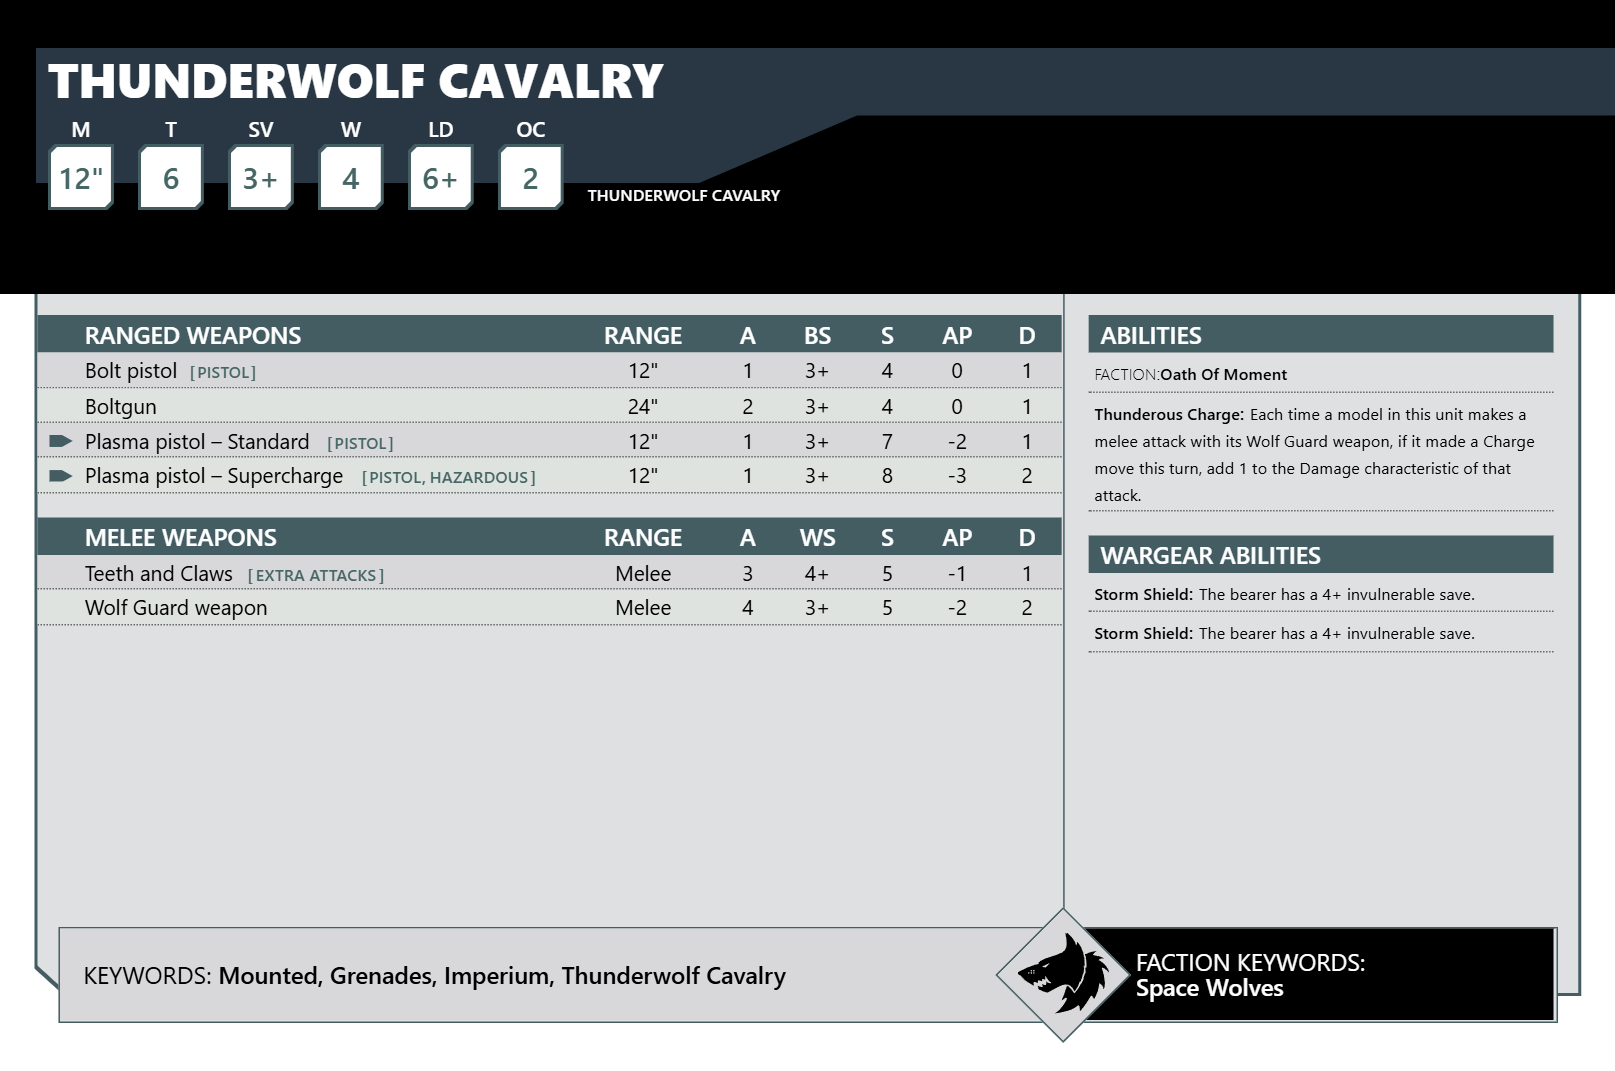 THUNDERWOLF CAVALRY
M T SV W LD OC
12" 6 3+ 4 6+ 2
THUNDERWOLF CAVALRY
RANGED WEAPONS RANGE A BS S AP D
Bolt pistol [PISTOL] 12" 1 3+ 4 0 1
Boltgun 24" 2 3+ 4 0 1
Plasma pistol – Standard [PISTOL] 12" 1 3+ 7 -2 1
Plasma pistol – Supercharge [PISTOL, HAZARDOUS] 12" 1 3+ 8 -3 2
MELEE WEAPONS RANGE A WS S AP D
Teeth and Claws [EXTRA ATTACKS] Melee 3 4+ 5 -1 1
Wolf Guard weapon Melee 4 3+ 5 -2 2
ABILITIES
FACTION:Oath Of Moment
Thunderous Charge: Each time a model in this unit makes a
melee attack with its Wolf Guard weapon, if it made a Charge
move this turn, add 1 to the Damage characteristic of that
attack.
WARGEAR ABILITIES
Storm Shield: The bearer has a 4+ invulnerable save.
Storm Shield: The bearer has a 4+ invulnerable save.
KEYWORDS: Mounted, Grenades, Imperium, Thunderwolf Cavalry
FACTION KEYWORDS:
Space Wolves